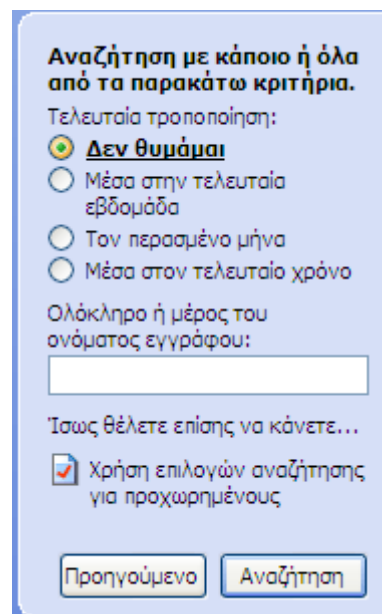 Αναζήτηση με κάποιο ή όλα
από τα παρακάτω κριτήρια.
Τελευταία τροποποίηση:
Δεν θυμάμαι
Μέσα στην τελευταία
εβδομάδα
Τον περασμένο μήνα
Μέσα στον τελευταίο χρόνο
Ολόκληρο ή μέρος του
ονόματος εγγράφου:
Ίσως θέλετε επίσης να κάνετε...
Χρήση επιλογών αναζήτησης
για προχωρημένους
Προηγούμενο
Αναζήτηση